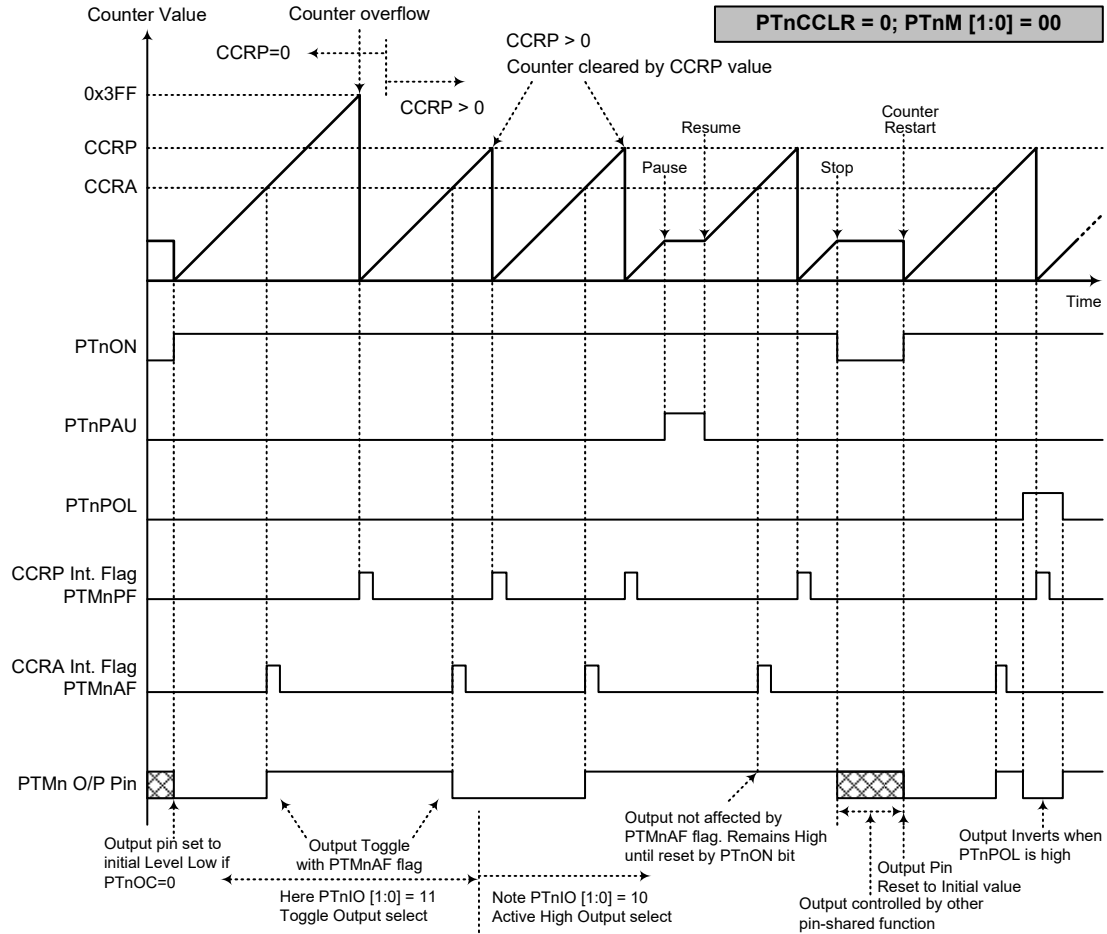 Counter Value
Counter overflow
PTnCCLR = 0; PTnM [1:0] = 00
CCRP=0
CCRP > 0
CCRP > 0
Counter cleared by CCRP value
0x3FF
CCRP
CCRA
Pause
Resume
Stop
Counter
Restart
Time
PTnON
PTnPAU
PTnPOL
CCRP Int. Flag
PTMnPF
CCRA Int. Flag
PTMnAF
PTMn O/P Pin
Output pin set to
initial Level Low if
PTnOC=0
Output Toggle
with PTMnAF flag
Here PTnIO [1:0] = 11
Toggle Output select
Note PTnIO [1:0] = 10
Active High Output select
Output not affected by
PTMnAF flag. Remains High
until reset by PTnON bit
Output controlled by other
pin-shared function
Output Pin
Reset to Initial value
Output Inverts when
PTnPOL is high